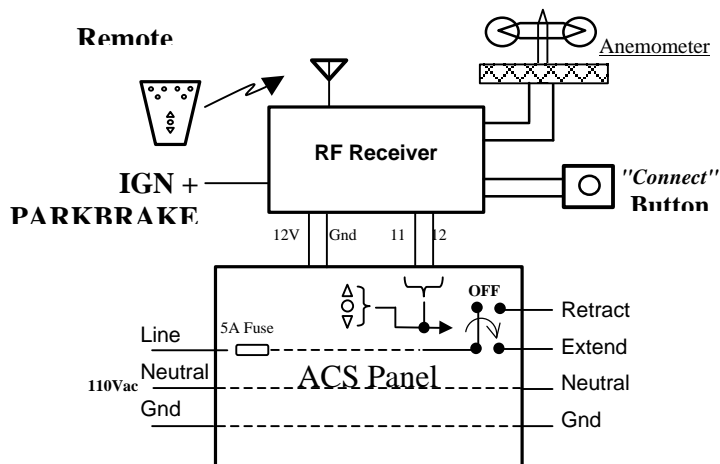 Remote
Anemometer
RF Receiver
IGN +
PARKBRAKE
"Connect"
Button
12V
Gnd
11
12
OFF
Retract
5A Fuse
Line
Extend
110Vac
Neutral
ACS Panel
Neutral
Gnd
Gnd